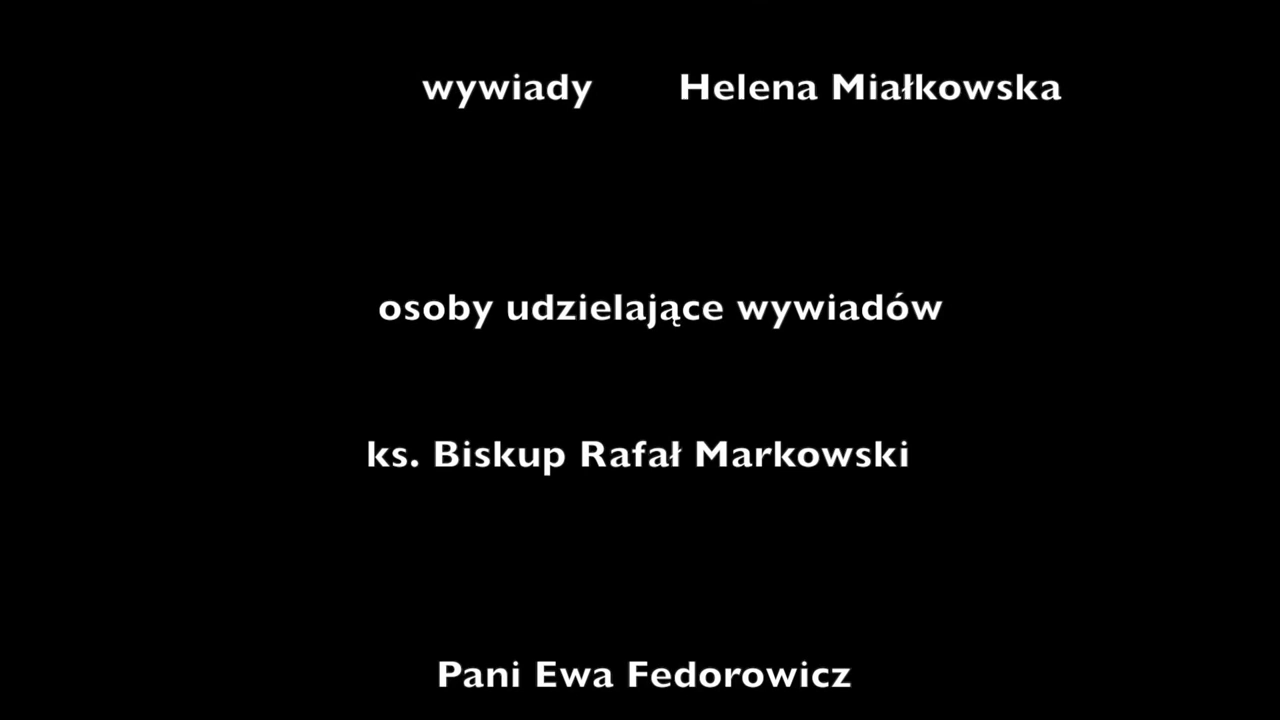 wywiady Helena Miałkowska
osoby udzielające wywiadów
ks. Biskup Rafał Markowski
Pani Ewa Fedorowicz